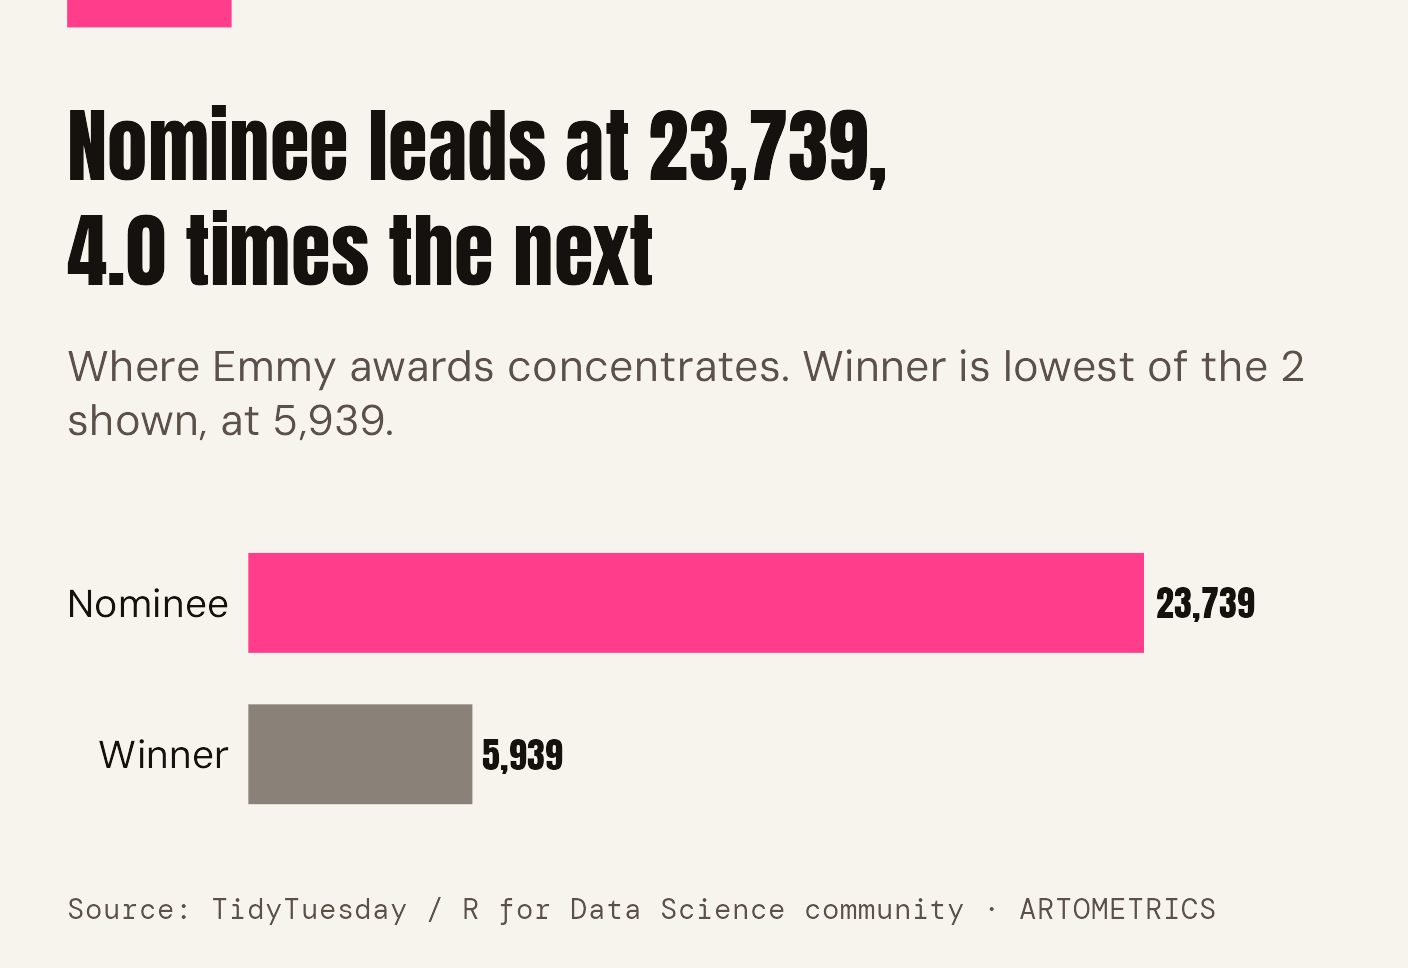 Nominee leads at 23,739,
4.0 times the next
Where Emmy awards concentrates. Winner is lowest of the 2
shown, at 5,939.
Nominee 23,739
Winner 5,939
Source: TidyTuesday / R for Data Science community · ARTOMETRICS